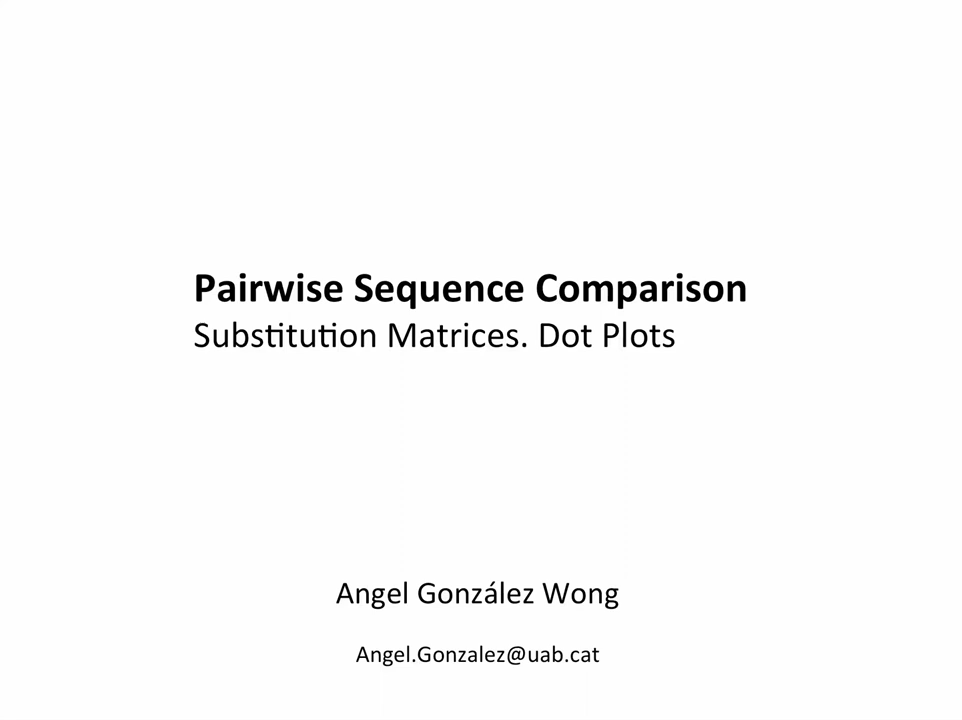 Pairwise Sequence Comparison
Substitution Matrices. Dot Plots
Angel González Wong
Angel.Gonzalez@uab.cat